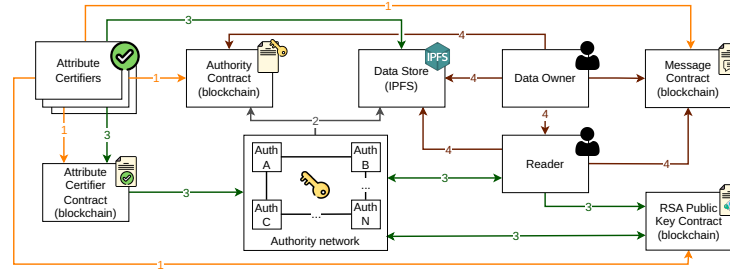 1
3
4
Attribute
Certifiers
1
Authority
Contract
(blockchain)
Data Store
(IPFS)
IPFS
4
Data Owner
Message
Contract
(blockchain)
1
3
2
4
4
Auth
A
Auth
B
...
Auth
C
...
Auth
N
Authority network
Attribute
Certifier
Contract
(blockchain)
3
3
Reader
4
3
RSA Public
Key Contract
(blockchain)
3
1